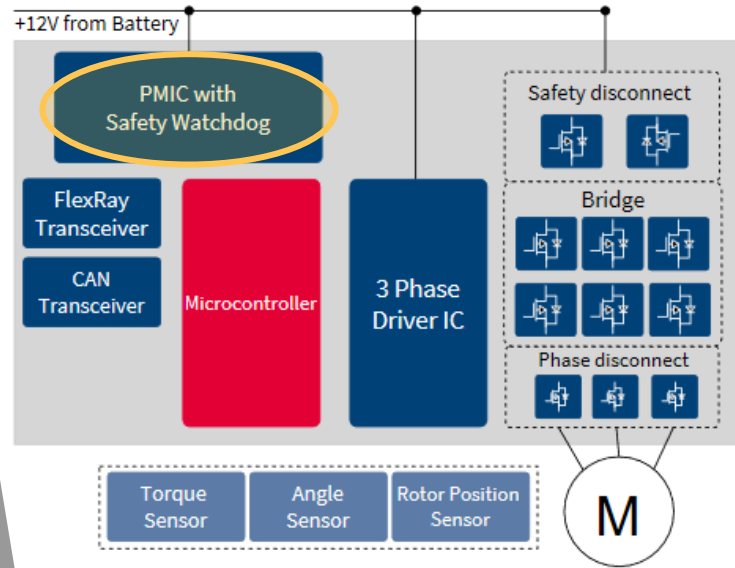 +12V from Battery
PMIC with
Safety Watchdog
Safety disconnect
FlexRay
Transceiver
CAN
Transceiver
Microcontroller
3 Phase
Driver IC
Bridge
Phase disconnect
Torque
Sensor
Angle
Sensor
Rotor Position
Sensor
M